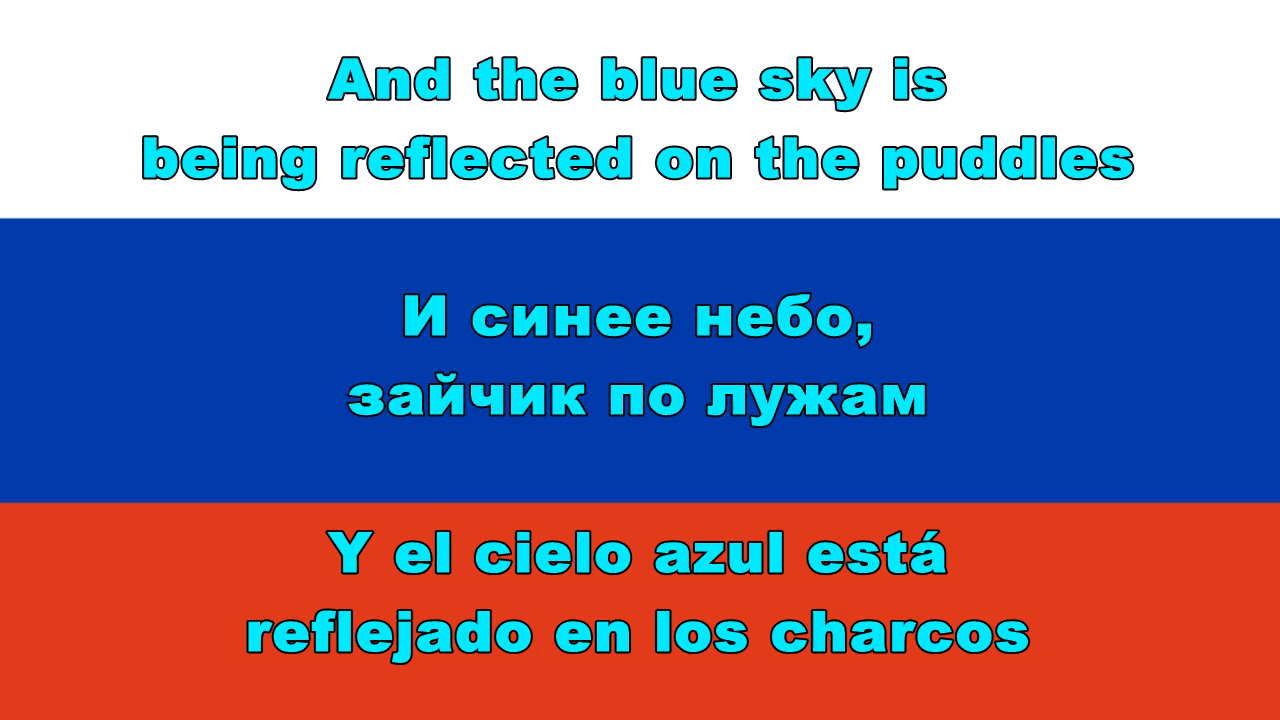 And the blue sky is
being reflected on the puddles
И синее небо,
зайчик по лужам
Y el cielo azul está
reflejado en los charcos